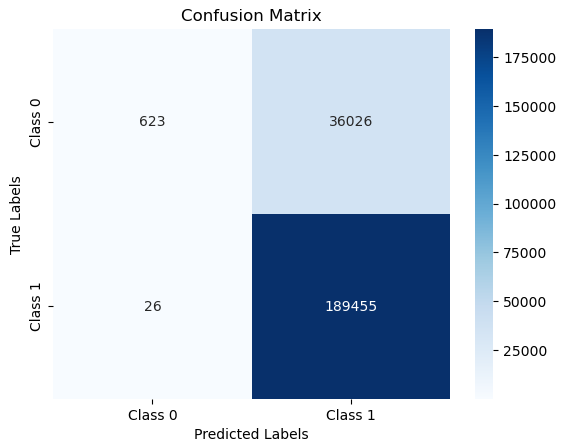 Confusion Matrix
True Labels
Class 0
623
36026
Class 1
26
189455
Class 0
Class 1
Predicted Labels
175000
150000
125000
100000
75000
50000
25000